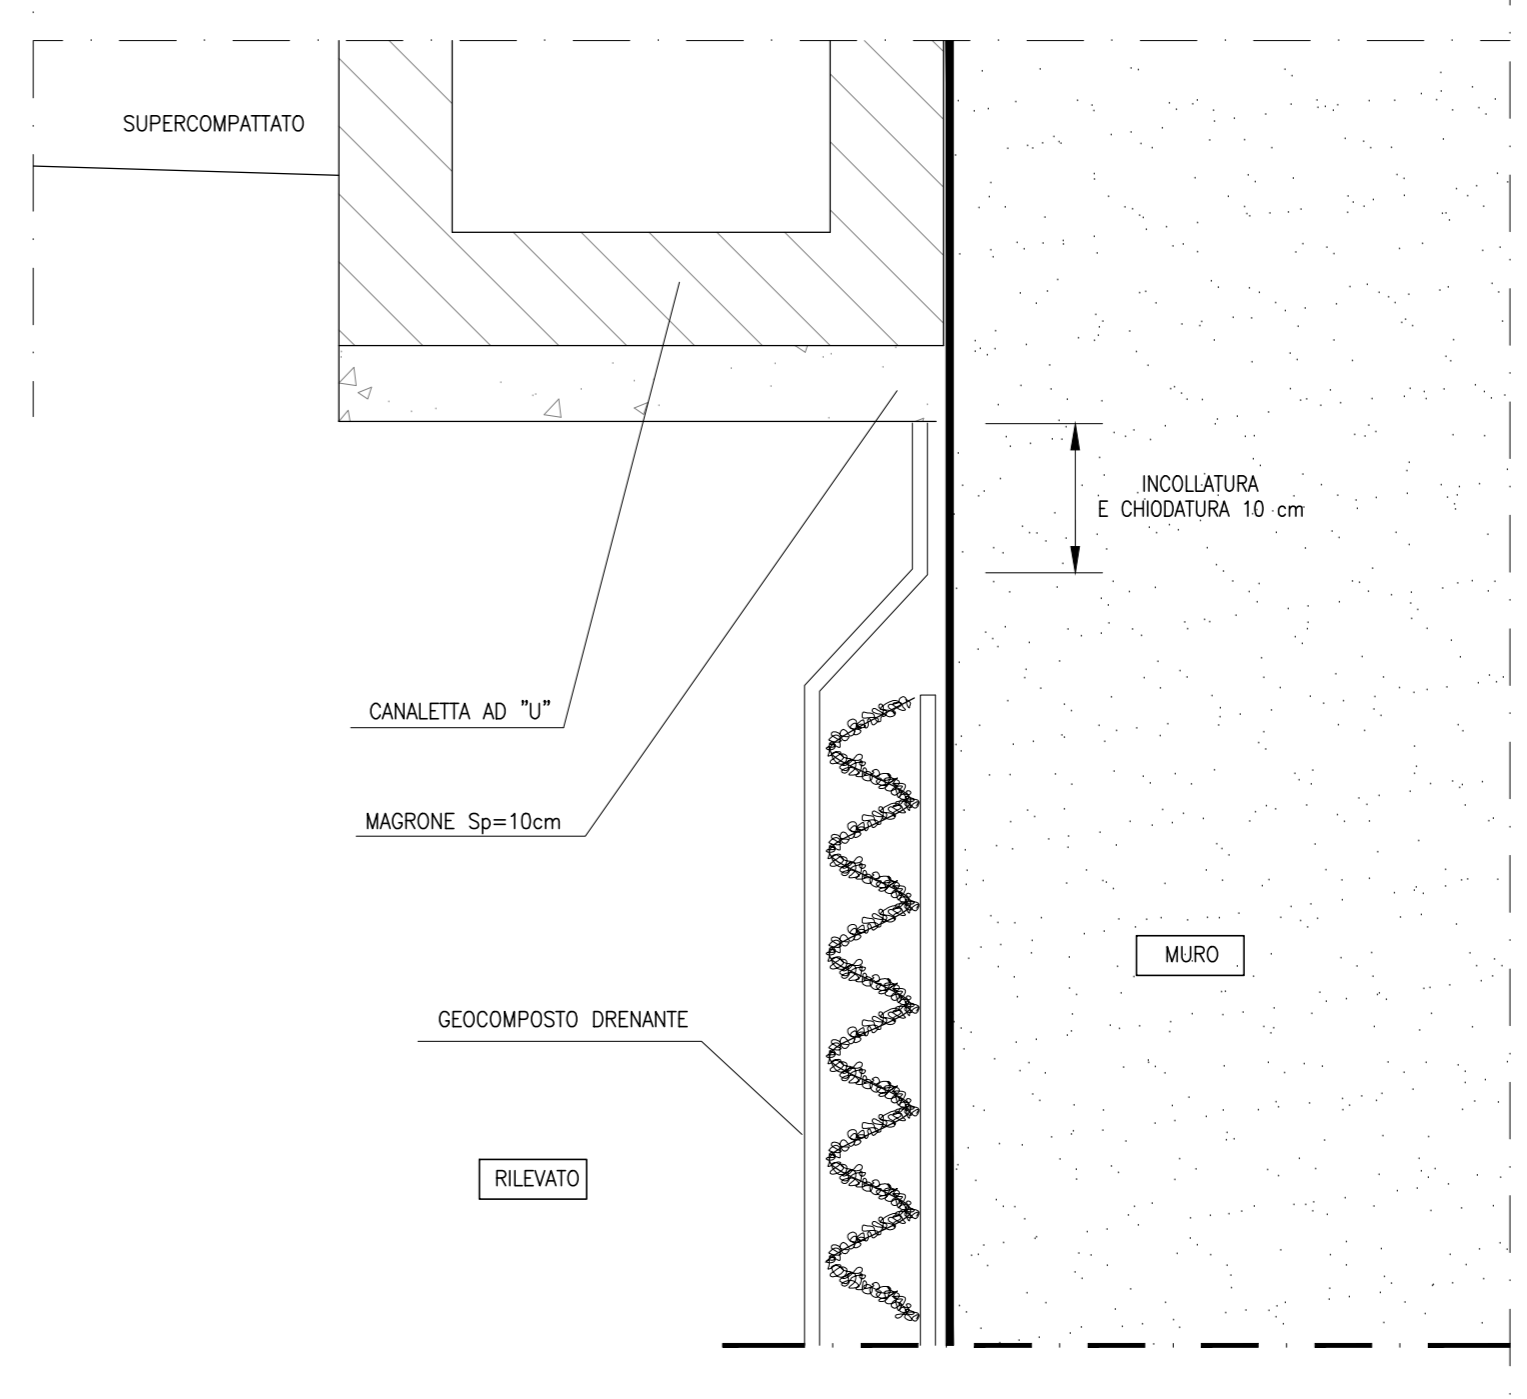 SUPERCOMPATTATO
INCOLLATURA
E CHIODATURA 10 cm
CANALETTA AD "U"
MAGRONE Sp=10cm
MURO
GEOCOMPOSTO DRENANTE
RILEVATO